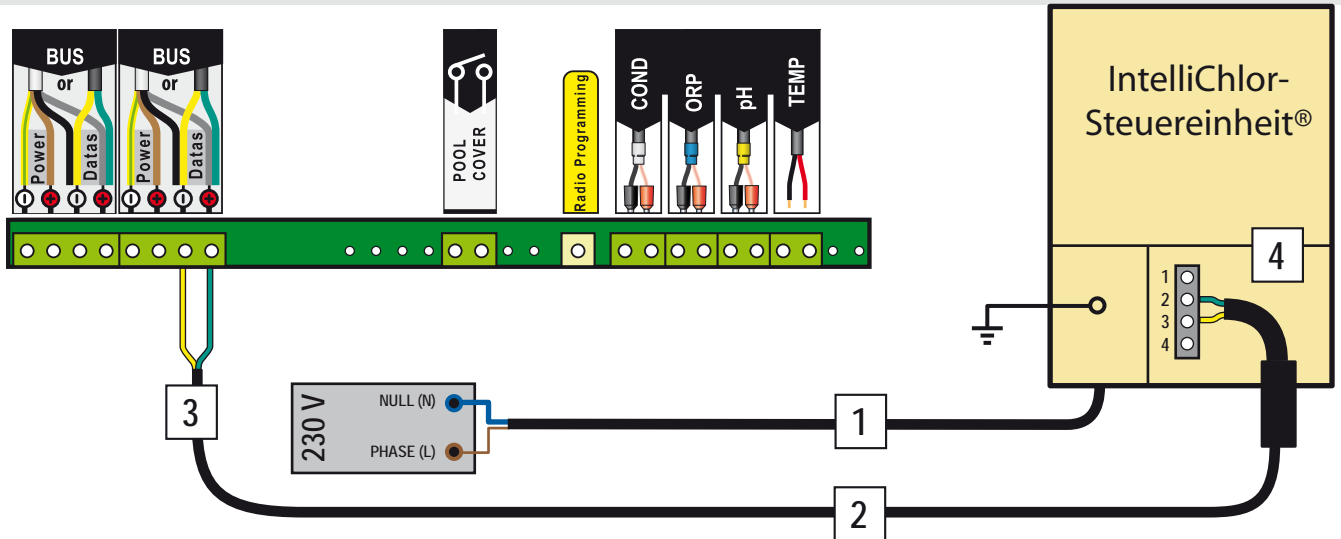 BUS
or
Power
Datas
BUS
or
Power
Datas
POOL
COVER
Radio Programming
COND
ORP
pH
TEMP
IntelliChlor-
Steuereinheit®
4
1
2
3
4
3
230 V
NULL (N)
PHASE (L)
1
2